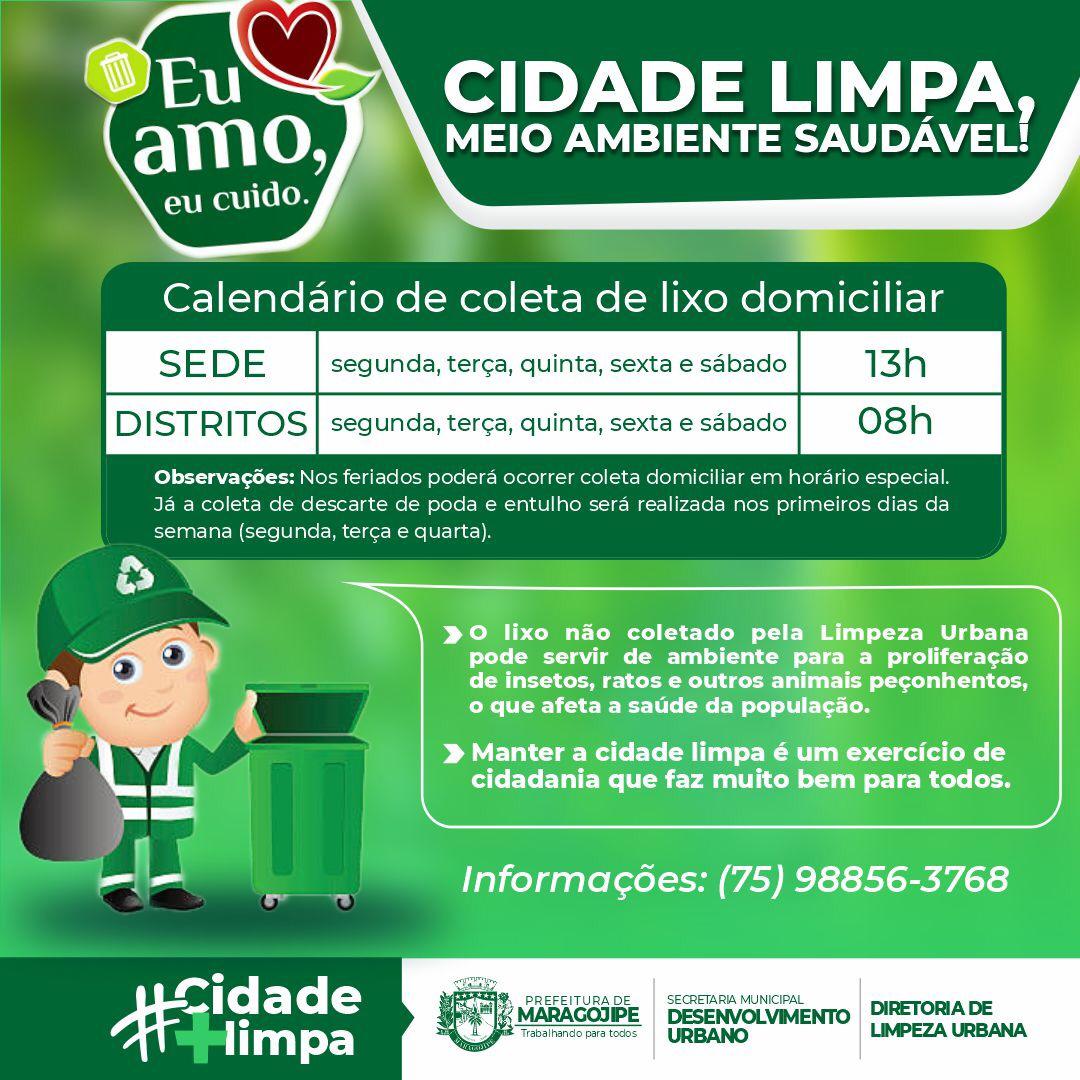 Eu
amo,
eu cuido.
CIDADE LIMPA,
MEIO AMBIENTE SAUDÁVEL!
Calendário de coleta de lixo domiciliar
SEDE segunda, terça, quinta, sexta e sábado 13h
DISTRITOS segunda, terça, quinta, sexta e sábado 08h
Observações: Nos feriados poderá ocorrer coleta domiciliar em horário especial.
Já a coleta de descarte de poda e entulho será realizada nos primeiros dias da
semana (segunda, terça e quarta).
O lixo não coletado pela Limpeza Urbana
pode servir de ambiente para a proliferação
de insetos, ratos e outros animais peçonhentos,
o que afeta a saúde da população.
Manter a cidade limpa é um exercício de
cidadania que faz muito bem para todos.
Informações: (75) 98856-3768
#Cidade
+limpa
MARAGOJIPE
PREFEITURA DE
MARAGOJIPE
Trabalhando para todos
SECRETARIA MUNICIPAL
DESENVOLVIMENTO
URBANO
DIRETORIA DE
LIMPEZA URBANA